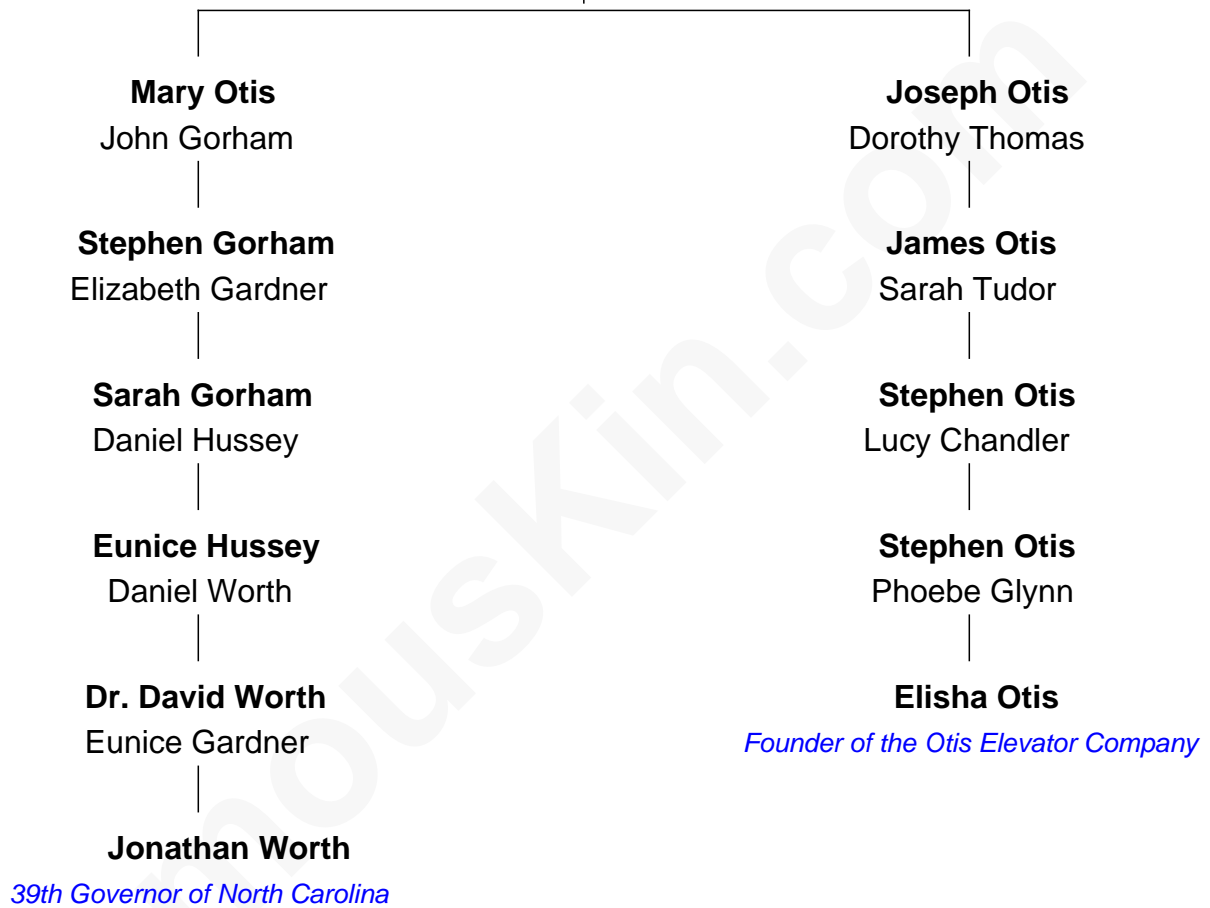 Mary Otis
John Gorham
Joseph Otis
Dorothy Thomas
Stephen Gorham
Elizabeth Gardner
James Otis
Sarah Tudor
Sarah Gorham
Daniel Hussey
Stephen Otis
Lucy Chandler
Eunice Hussey
Daniel Worth
Stephen Otis
Phoebe Glynn
Dr. David Worth
Eunice Gardner
Elisha Otis
Founder of the Otis Elevator Company
Jonathan Worth
39th Governor of North Carolina
mouskin.com